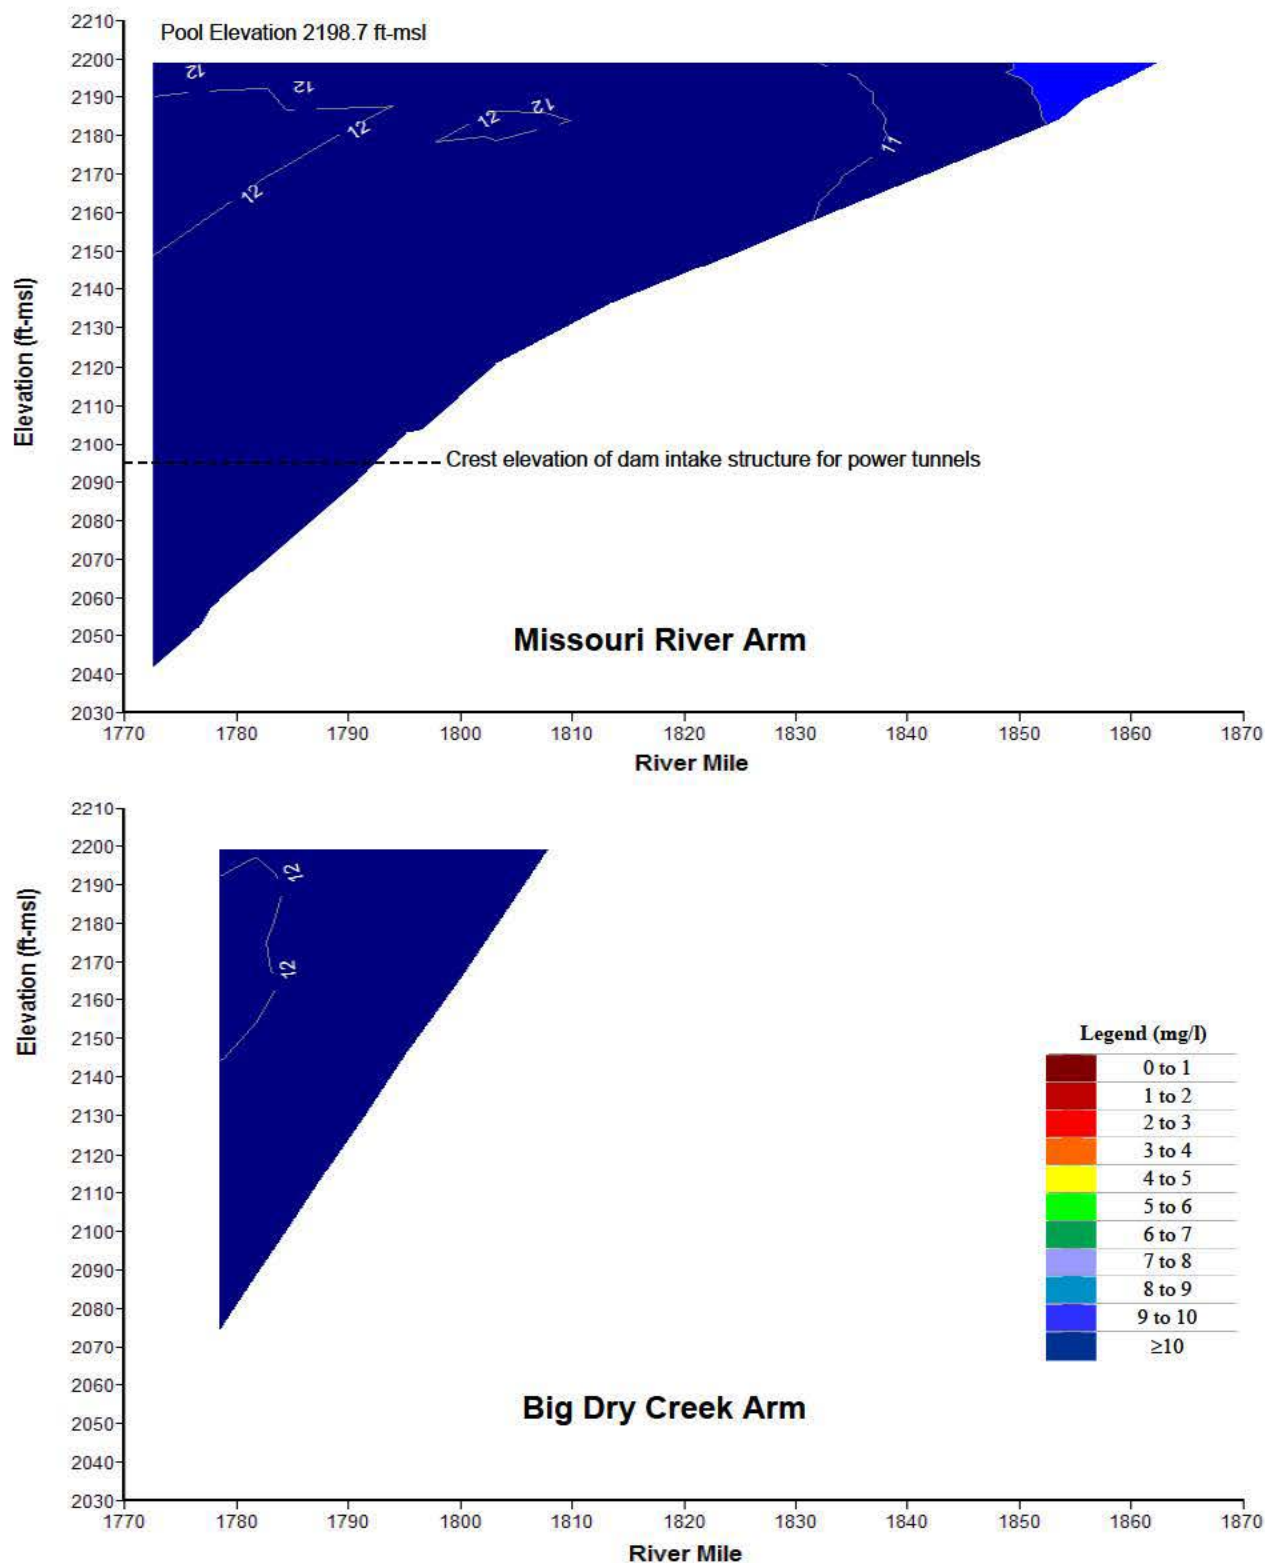 2210
Pool Elevation 2198.7 ft-msl
2200
2190
2180
2170
2160
2150
2140
2130
2120
2110
2100
2090
2080
2070
2060
2050
2040
2030
Elevation (ft-msl)
12
12
12
12
12
12
11
Crest elevation of dam intake structure for power tunnels
Missouri River Arm
1770 1780 1790 1800 1810 1820 1830 1840 1850 1860 1870
River Mile
2210
2200
2190
2180
2170
2160
2150
2140
2130
2120
2110
2100
2090
2080
2070
2060
2050
2040
2030
Elevation (ft-msl)
12
12
Legend (mg/l)
0 to 1
1 to 2
2 to 3
3 to 4
4 to 5
5 to 6
6 to 7
7 to 8
8 to 9
9 to 10
≥10
Big Dry Creek Arm
1770 1780 1790 1800 1810 1820 1830 1840 1850 1860 1870
River Mile